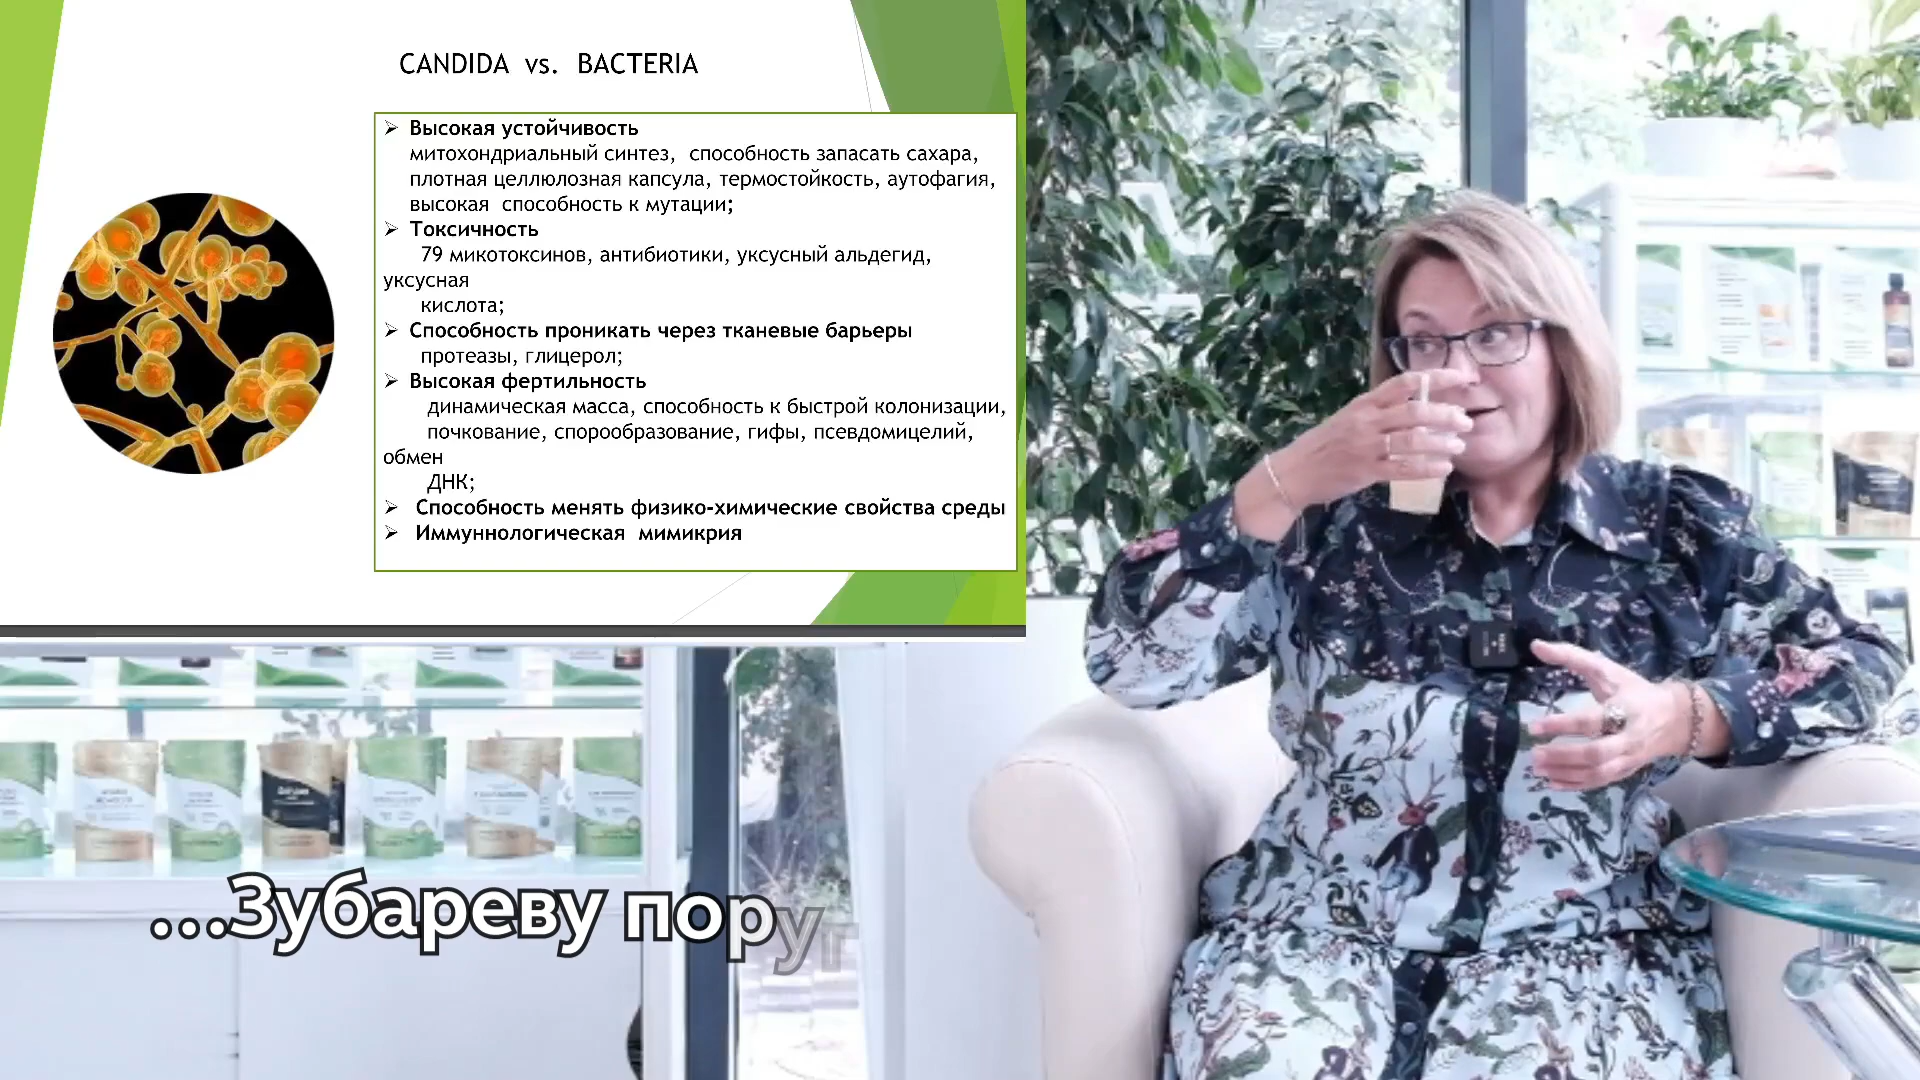 CANDIDA vs. BACTERIA
➢ Высокая устойчивость
митохондриальный синтез, способность запасать сахара,
плотная целлюлозная капсула, термостойкость, аутофагия,
высокая способность к мутации;
➢ Токсичность
79 микотоксинов, антибиотики, уксусный альдегид,
уксусная
кислота;
➢ Способность проникать через тканевые барьеры
протеазы, глицерол;
➢ Высокая фертильность
динамическая масса, способность к быстрой колонизации,
почкование, спорообразование, гифы, псевдомицелий,
обмен
ДНК;
➢ Способность менять физико-химические свойства среды
➢ Иммуннологическая мимикрия
...Зубареву поруг